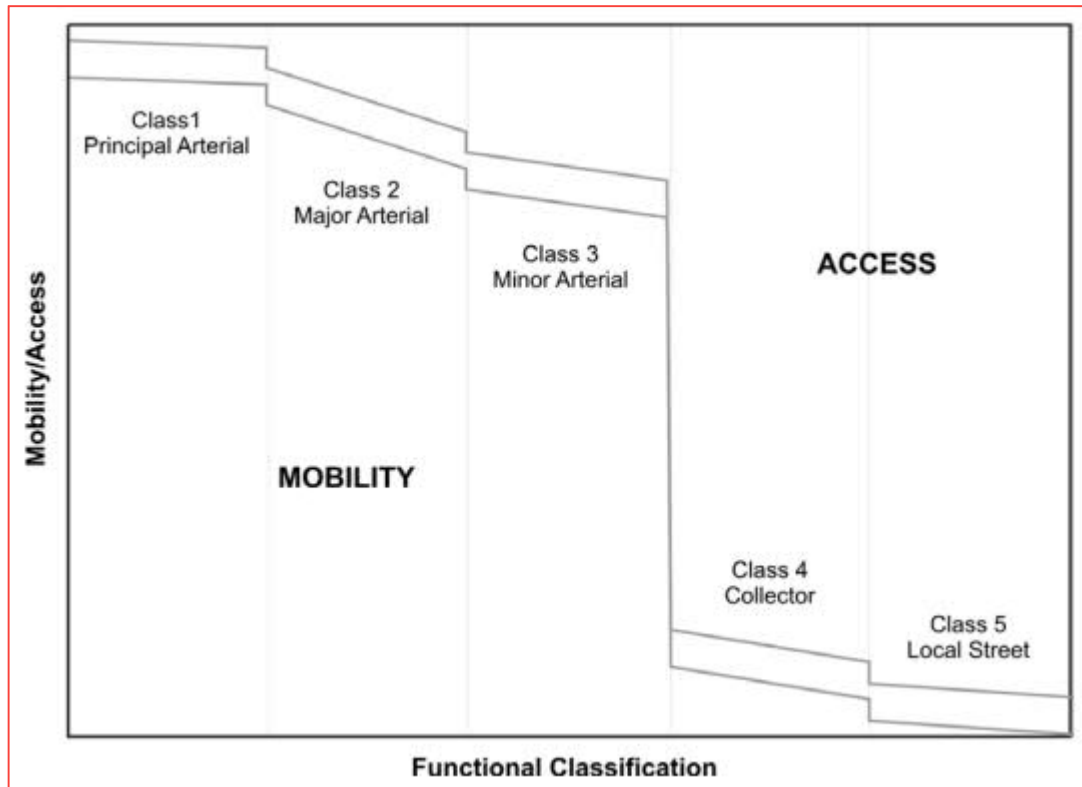 Class1
Principal Arterial
Class 2
Major Arterial
Class 3
Minor Arterial
ACCESS
Mobility/Access
MOBILITY
Class 4
Collector
Class 5
Local Street
Functional Classification